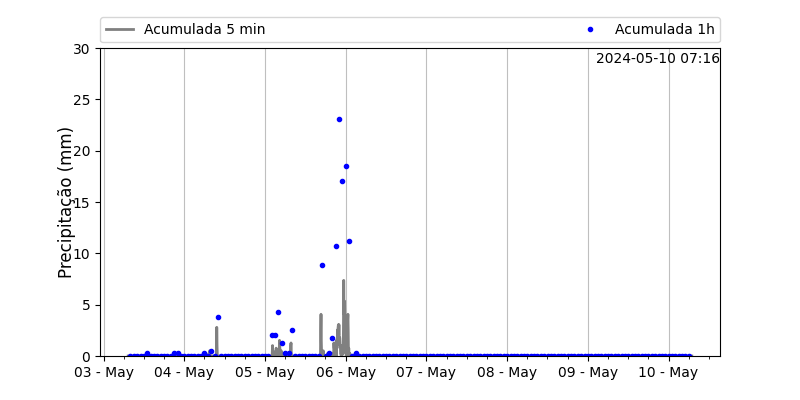 Acumulada 5 min
Acumulada 1h
2024-05-10 07:16
Precipitação (mm)
30
25
20
15
10
5
0
03 - May 04 - May 05 - May 06 - May 07 - May 08 - May 09 - May 10 - May